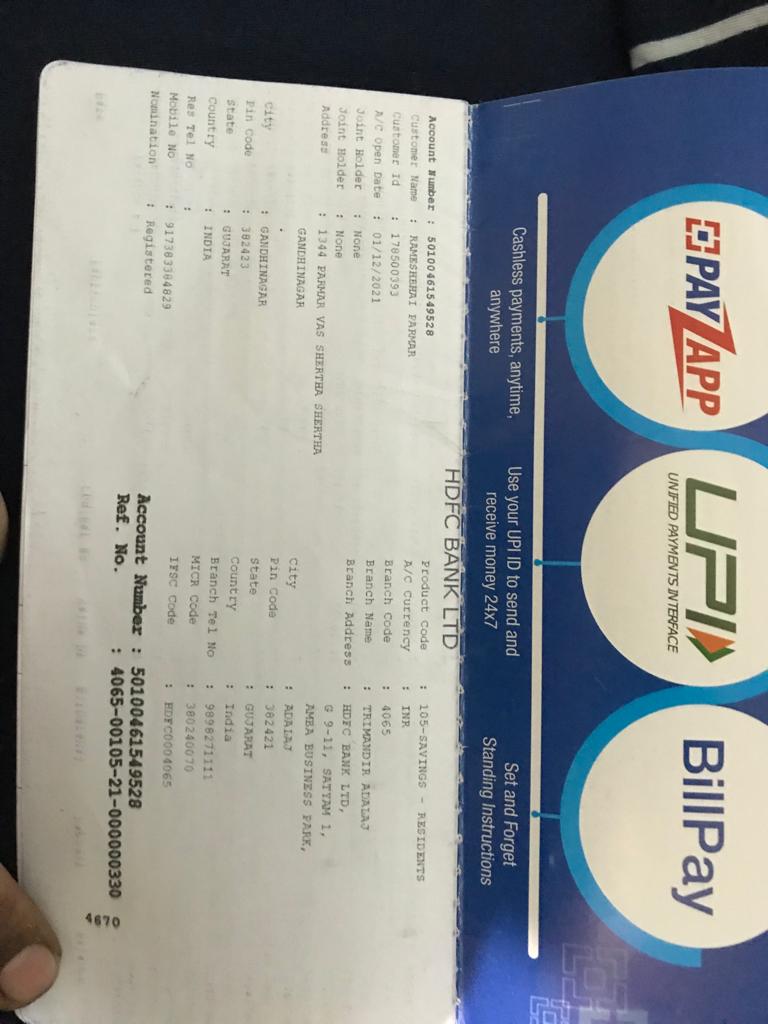 PAYZAPP
UPI
UNIFIED PAYMENTS INTERFACE
BillPay
Cashless payments, anytime,
anywhere
Use your UPI ID to send and
receive money 24x7
Set and Forget
Standing Instructions
HDFC BANK LTD
Account Number : 50100461549528
Customer Name : RAMESHBHAI PARMAR
Customer Id : 178500393
A/C Open Date : 01/12/2021
Joint Holder : None
Joint Holder : None
Address : 1344 PARMAR VAS SHERTHA SHERTHA
GANDHINAGAR
.
City : GANDHINAGAR
Pin Code : 382423
State : GUJARAT
Country : INDIA
Res Tel No :
Mobile No : 917383384829
Nomination : Registered
Product Code : 105-SAVINGS - RESIDENTS
A/C Currency : INR
Branch Code : 4065
Branch Name : TRIMANDIR ADALAJ
Branch Address : HDFC BANK LTD,
G 9-11, SATYAM 1,
AMBA BUSINESS PARK,
City : ADALAJ
Pin Code : 382421
State : GUJARAT
Country : India
Branch Tel No : 9898271111
MICR Code : 380240070
IFSC Code : HDFC0004065
Account Number : 50100461549528
Ref. No. : 4065-00105-21-000000330
4670